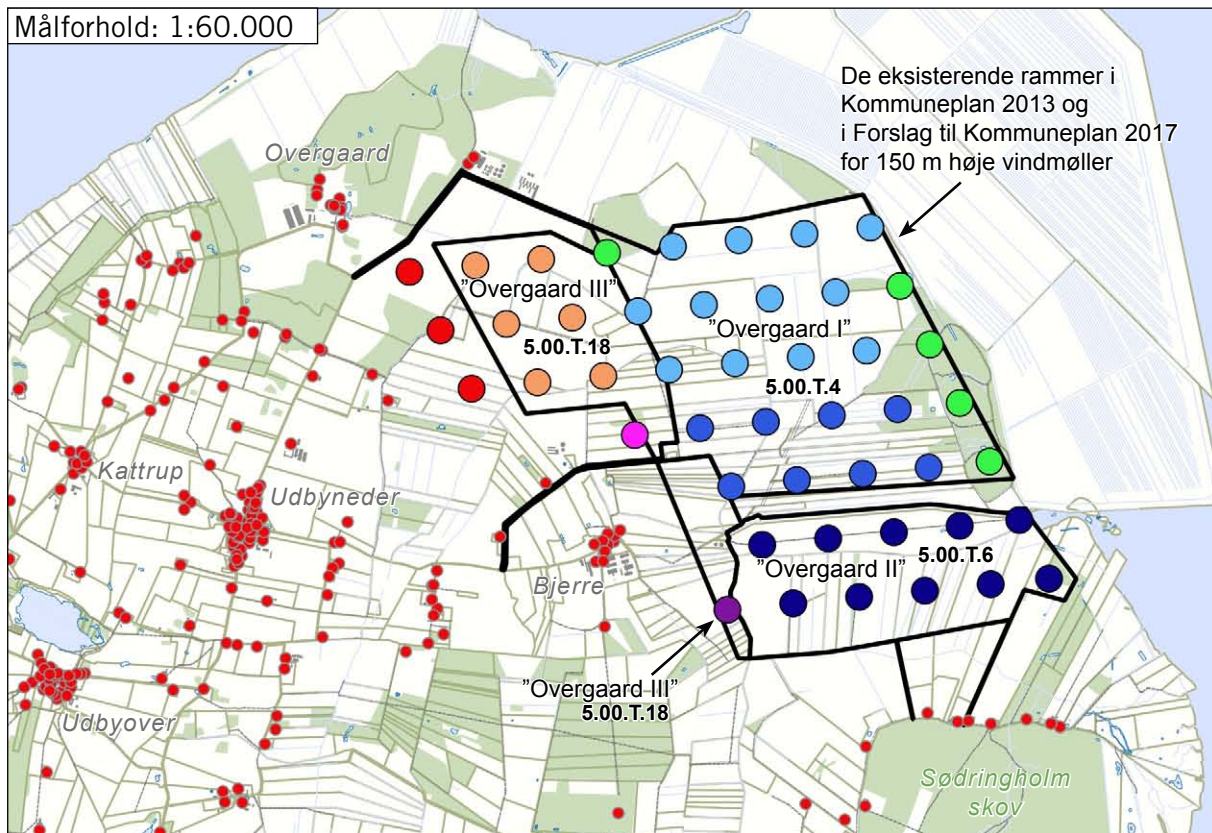 Målforhold: 1:60.000
De eksisterende rammer i
Kommuneplan 2013 og
i Forslag til Kommuneplan 2017
for 150 m høje vindmøller
Overgaard
"Overgaard III"
5.00.T.18
"Overgaard I"
5.00.T.4
Kattrup
Udbyneder
Bjerre
"Overgaard II"
5.00.T.6
"Overgaard III"
5.00.T.18
Udbyover
Sødringholm
skov